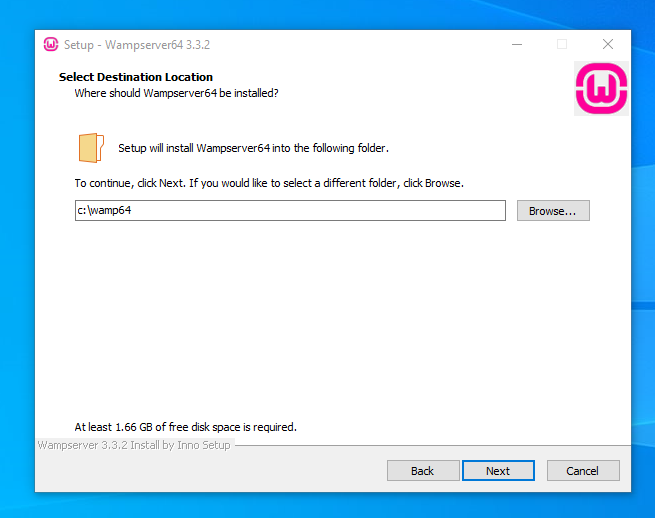 Setup - Wampserver64 3.3.2
Select Destination Location
Where should Wampserver64 be installed?
Setup will install Wampserver64 into the following folder.
To continue, click Next. If you would like to select a different folder, click Browse.
c:\wamp64
Browse...
At least 1.66 GB of free disk space is required.
Wampserver 3.3.2 Install by Inno Setup
Back
Next
Cancel